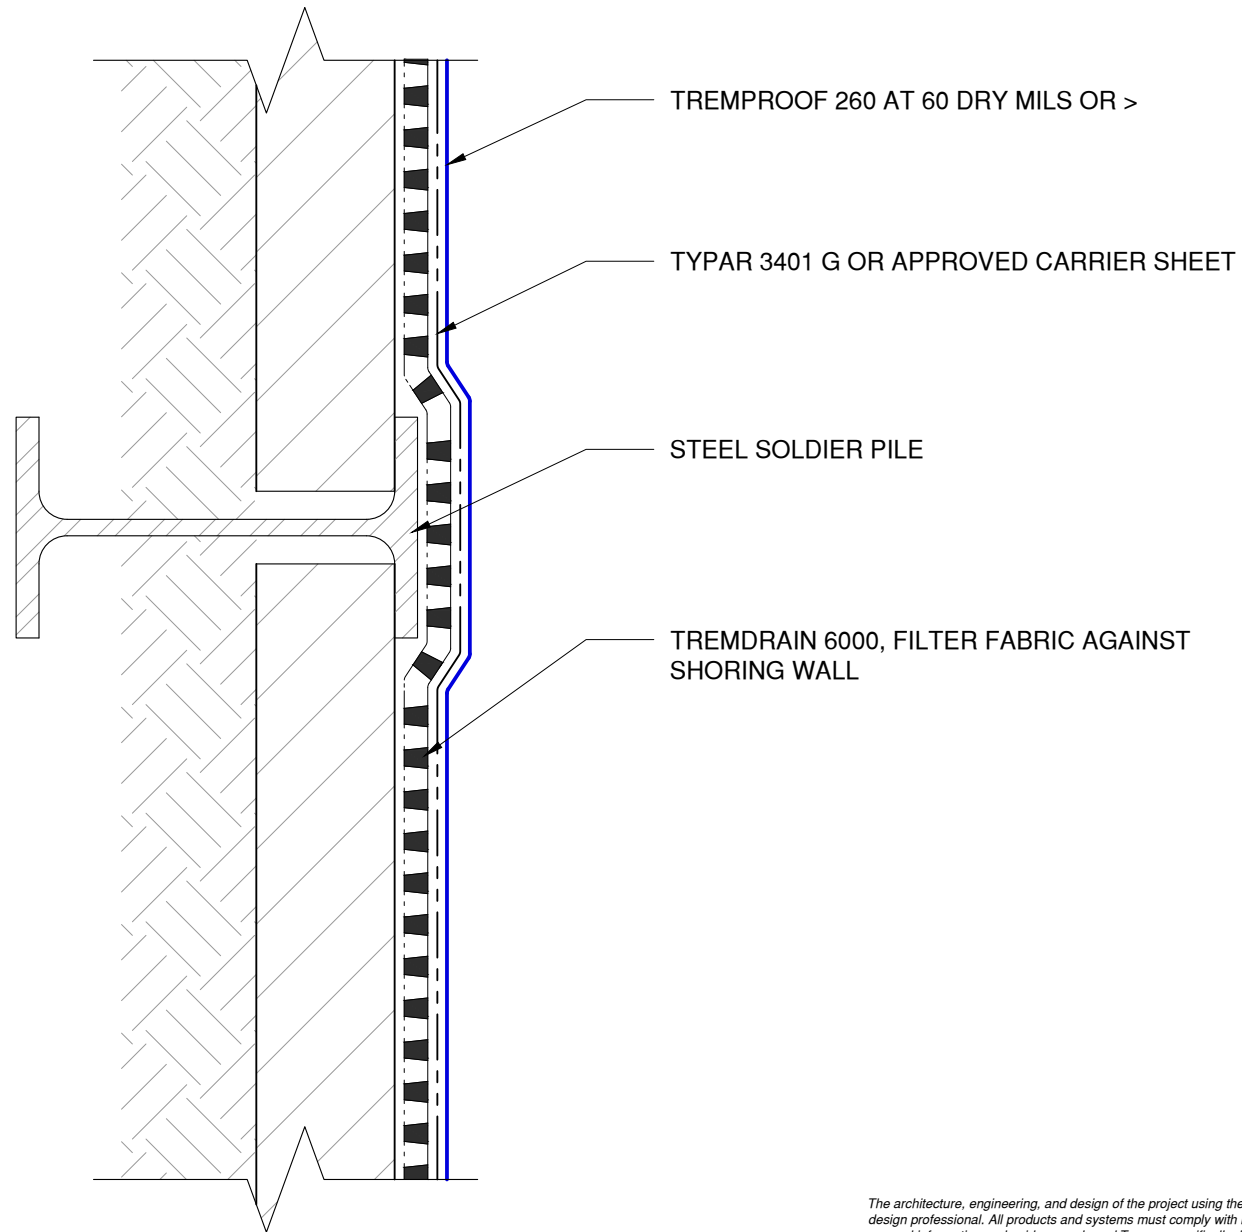 TREMPROOF 260 AT 60 DRY MILS OR >
TYPAR 3401 G OR APPROVED CARRIER SHEET
STEEL SOLDIER PILE
TREMDRAIN 6000, FILTER FABRIC AGAINST
SHORING WALL
The architecture, engineering, and design of the project using the
design professional. All products and systems must comply with